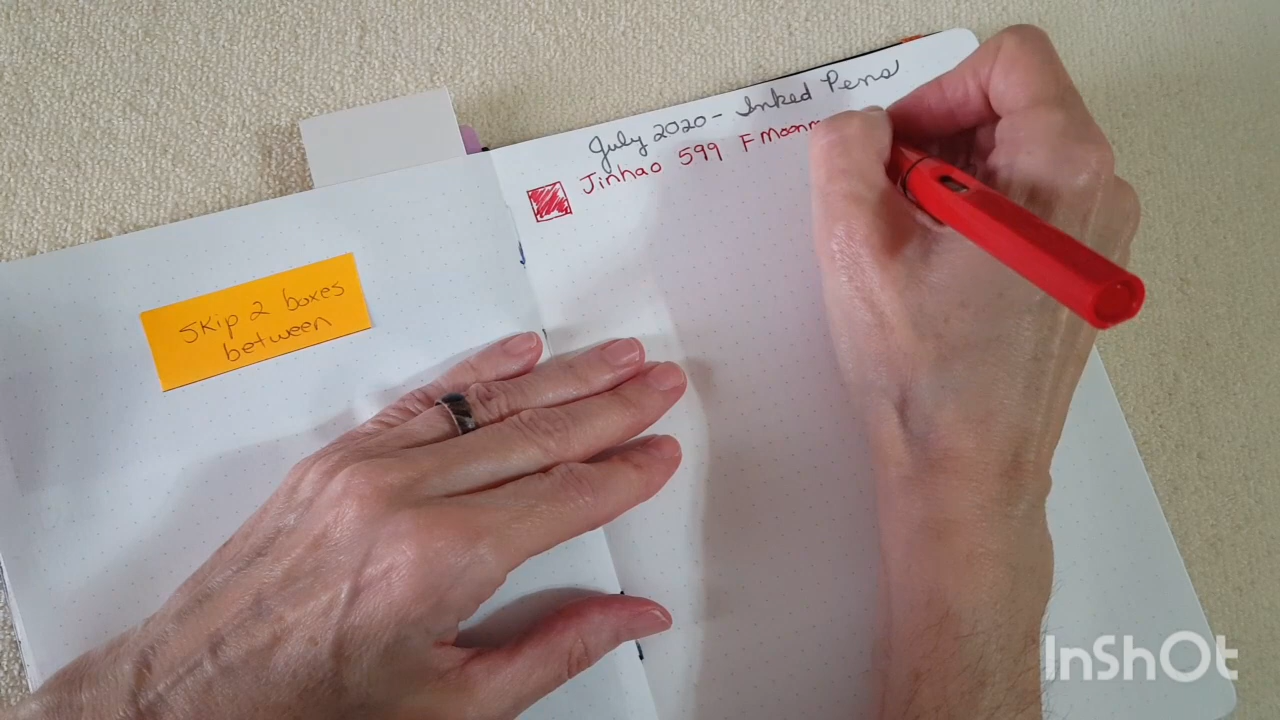 July 2020 - Inked Pens
Jinhao 599 F
Skip 2 boxes
between
InShOt